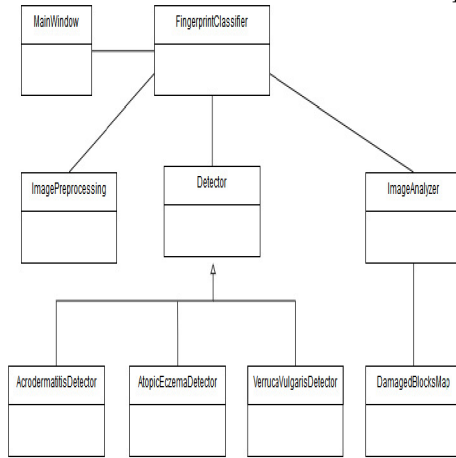 MainWindow
FingerprintClassifier
ImagePreprocessing
Detector
ImageAnalyzer
AcrodermatitisDetector
AtopicEczemaDetector
VerrucaVulgarisDetector
DamagedBlocksMap